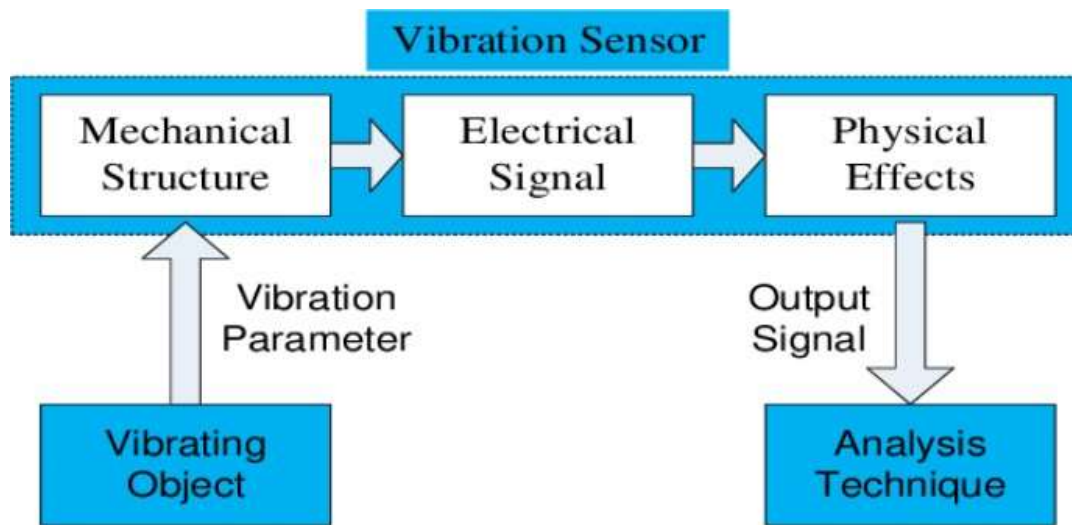 Vibration Sensor
Mechanical
Structure
Electrical
Signal
Physical
Effects
Vibration
Parameter
Output
Signal
Vibrating
Object
Analysis
Technique